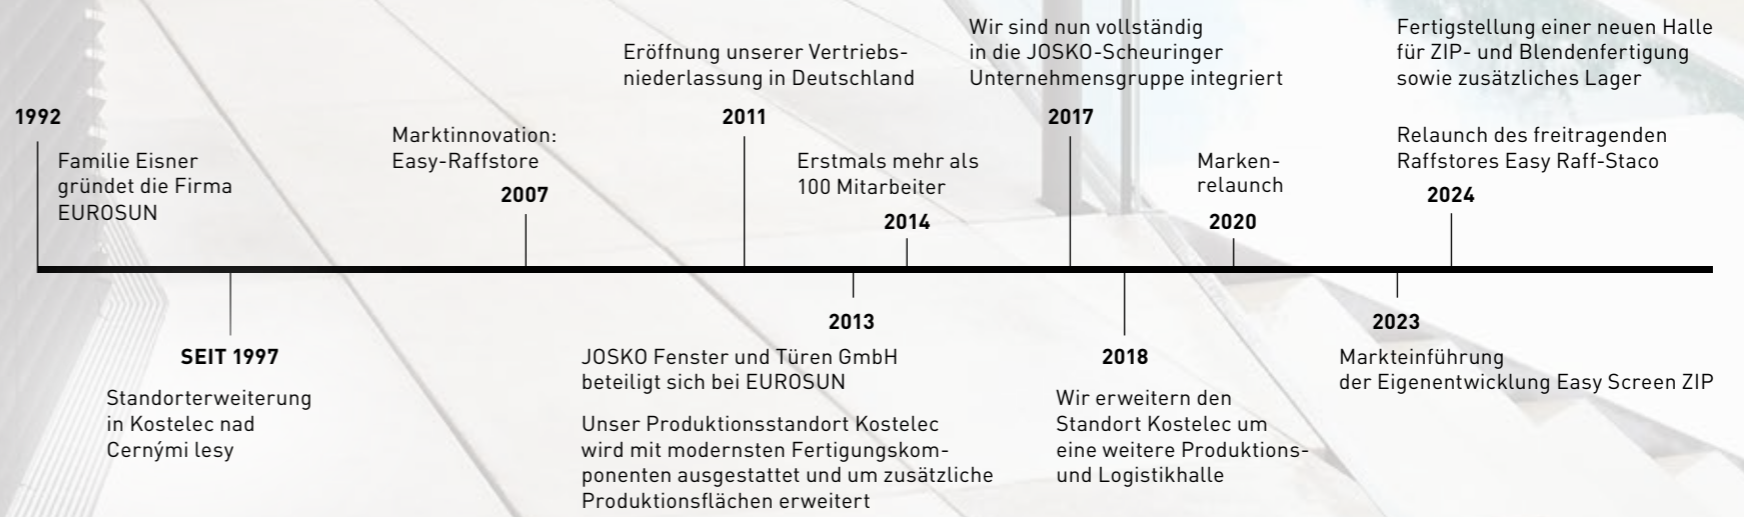 1992
Familie Eisner
gründet die Firma
EUROSUN
SEIT 1997
Standorterweiterung
in Kostelec nad
Cernými lesy
Marktinnovation:
Easy-Raffstore
2007
Eröffnung unserer Vertriebs-
niederlassung in Deutschland
2011
2013
JOSKO Fenster und Türen GmbH
beteiligt sich bei EUROSUN
Unser Produktionsstandort Kostelec
wird mit modernsten Fertigungskom-
ponenten ausgestattet und um zusätzliche
Produktionsflächen erweitert
Erstmals mehr als
100 Mitarbeiter
2014
Wir sind nun vollständig
in die JOSKO-Scheuringer
Unternehmensgruppe integriert
2017
2018
Wir erweitern den
Standort Kostelec um
eine weitere Produktions-
und Logistikhalle
Marken-
relaunch
2020
2023
Markteinführung
der Eigenentwicklung Easy Screen ZIP
Fertigstellung einer neuen Halle
für ZIP- und Blendenfertigung
sowie zusätzliches Lager
Relaunch des freitragenden
Raffstores Easy Raff-Staco
2024